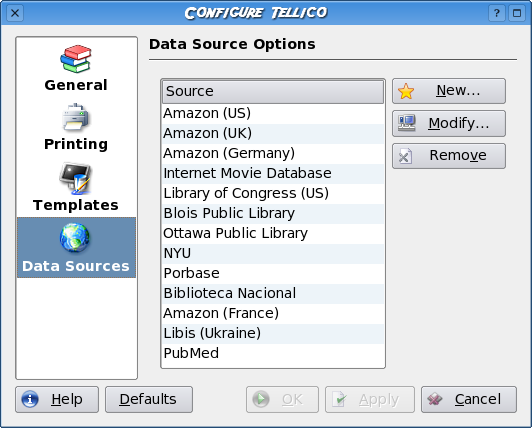 Configure Tellico
?
General
Printing
Templates
Data Sources
Data Source Options
Source
Amazon (US)
Amazon (UK)
Amazon (Germany)
Internet Movie Database
Library of Congress (US)
Blois Public Library
Ottawa Public Library
NYU
Porbase
Biblioteca Nacional
Amazon (France)
Libis (Ukraine)
PubMed
New...
Modify...
Remove
Help
Defaults
OK
Apply
Cancel